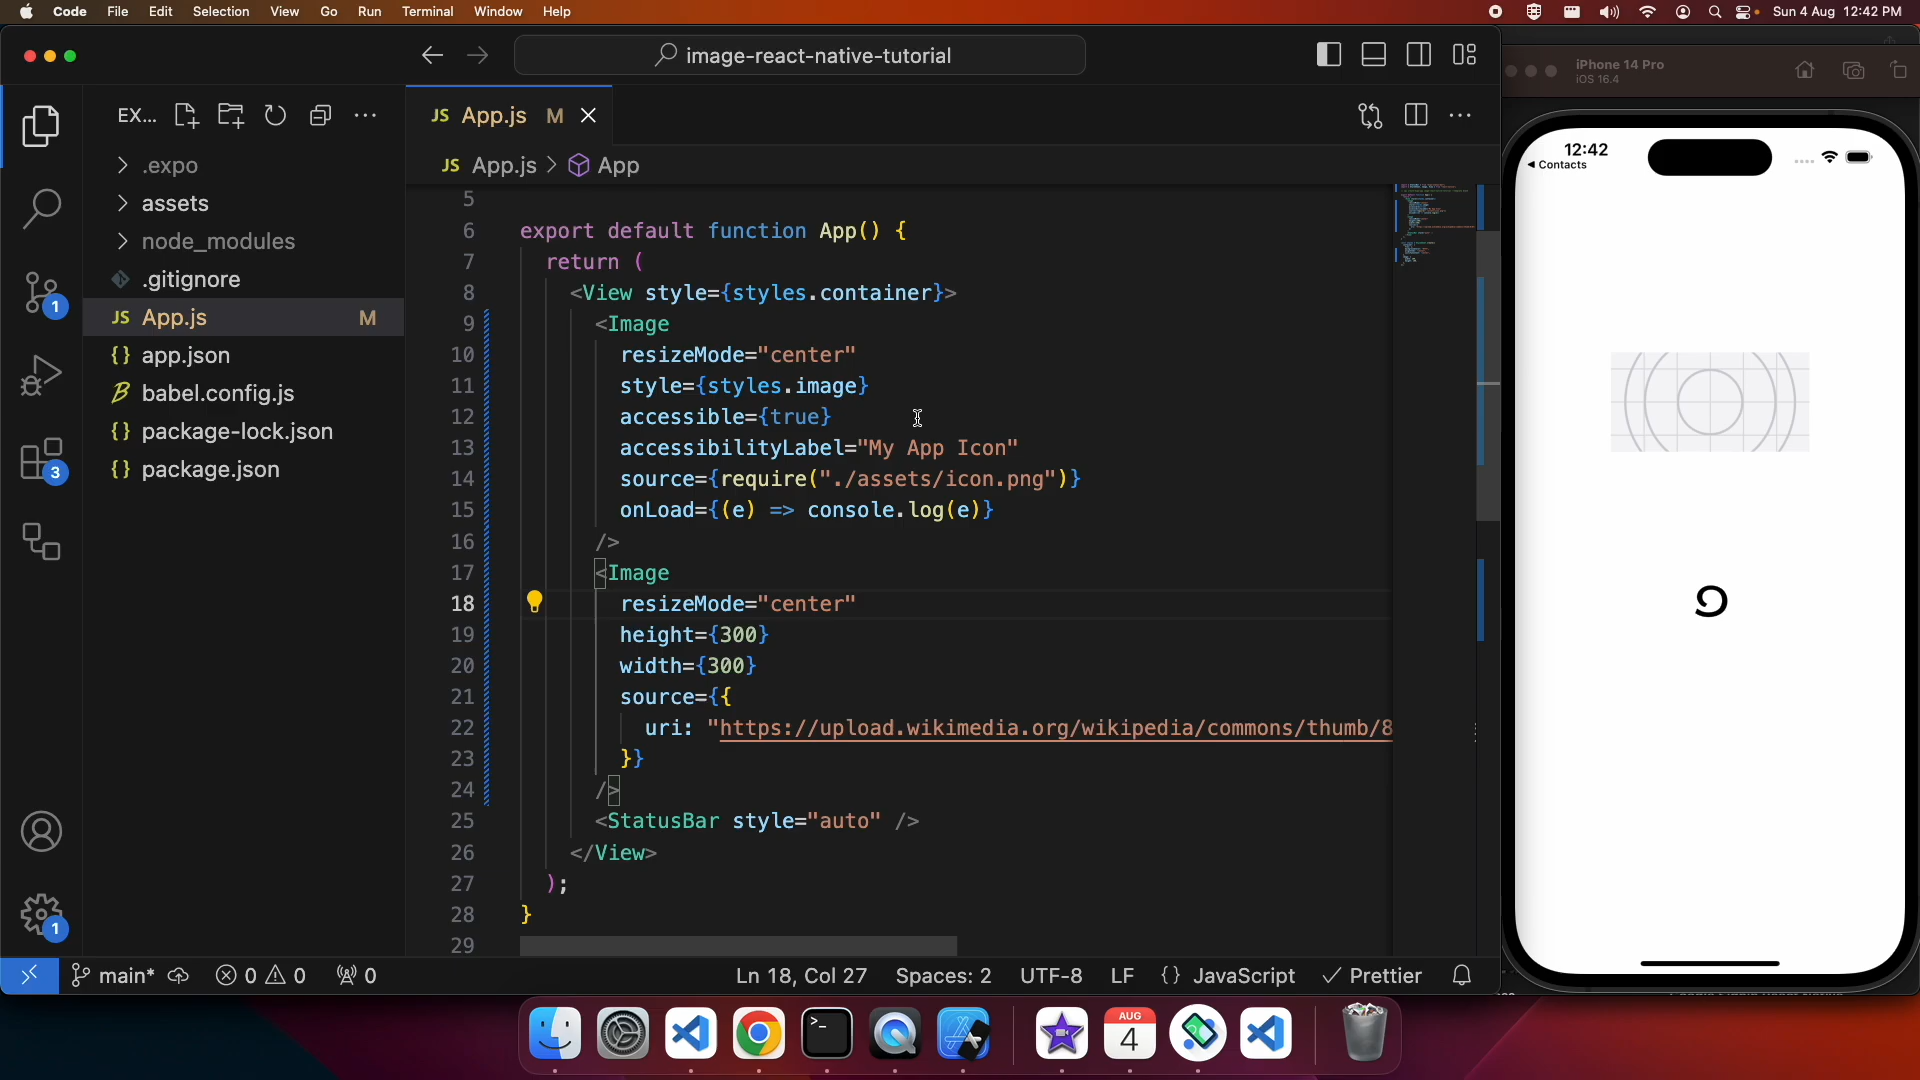 Code File Edit Selection View Go Run Terminal Window Help
Sun 4 Aug 12:42 PM
image-react-native-tutorial
iPhone 14 Pro
iOS 16.4
EX...
JS App.js M
.expo
assets
node_modules
.gitignore
JS App.js M
{} app.json
babel.config.js
{} package-lock.json
{} package.json
1
3
1
JS App.js > App
5
6 export default function App() {
7 return (
8 <View style={styles.container}>
9 <Image
10 resizeMode="center"
11 style={styles.image}
12 accessible={true}
13 accessibilityLabel="My App Icon"
14 source={require("./assets/icon.png")}
15 onLoad={(e) => console.log(e)}
16 />
17 <Image
18 resizeMode="center"
19 height={300}
20 width={300}
21 source={{
22 uri: "https://upload.wikimedia.org/wikipedia/commons/thumb/8
23 }}
24 />
25 <StatusBar style="auto" />
26 </View>
27 );
28 }
29
12:42
Contacts
main* 0 0 0
Ln 18, Col 27 Spaces: 2 UTF-8 LF {} JavaScript Prettier
AUG
4